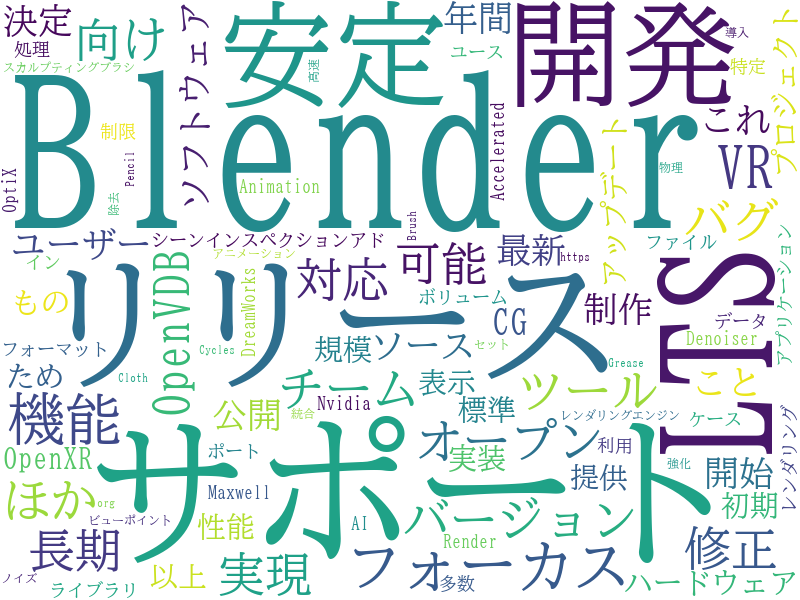 決定
処理
スカルプティングブラシ
向け
ソフトウェア
安定
高速
年間
ユース
開発
導入
特定
プロジェクト
Blender
OptiX
制限
Pencil
除去
Animation
Accelerated
アップデート
物理
これ
VR
バグ
ユーザー
シーンインスペクションアド
アニメーション
Brush
最新
https
ファイル
イン
もの
OpenVDB
DreamWorks
対応
可能
ボリューム
制作
LTS
アプリケーション
リリース
フォーマット
Cycles
規模
ソース
CG
セット
データ
Denoiser
ため
Cloth
チーム
表示
Grease
ツール
こと
機能
公開
統合
Nvidia
標準
レンダリングエンジン
ケース
レンダリング
サポート
オープン
利用
OpenXR
ポート
実装
強化
開始
ほか
org
Maxwell
提供
初期
ビューポイント
性能
AI
バージョン
Render
修正
長期
ノイズ
ライブラリ
以上
実現
フォーカス
多数
ハードウェア